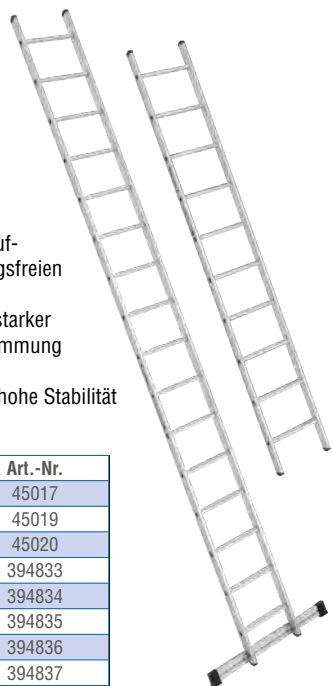 uf-
gsfreien
starker
mmung
hohe Stabilität
Art.-Nr.
45017
45019
45020
394833
394834
394835
394836
394837